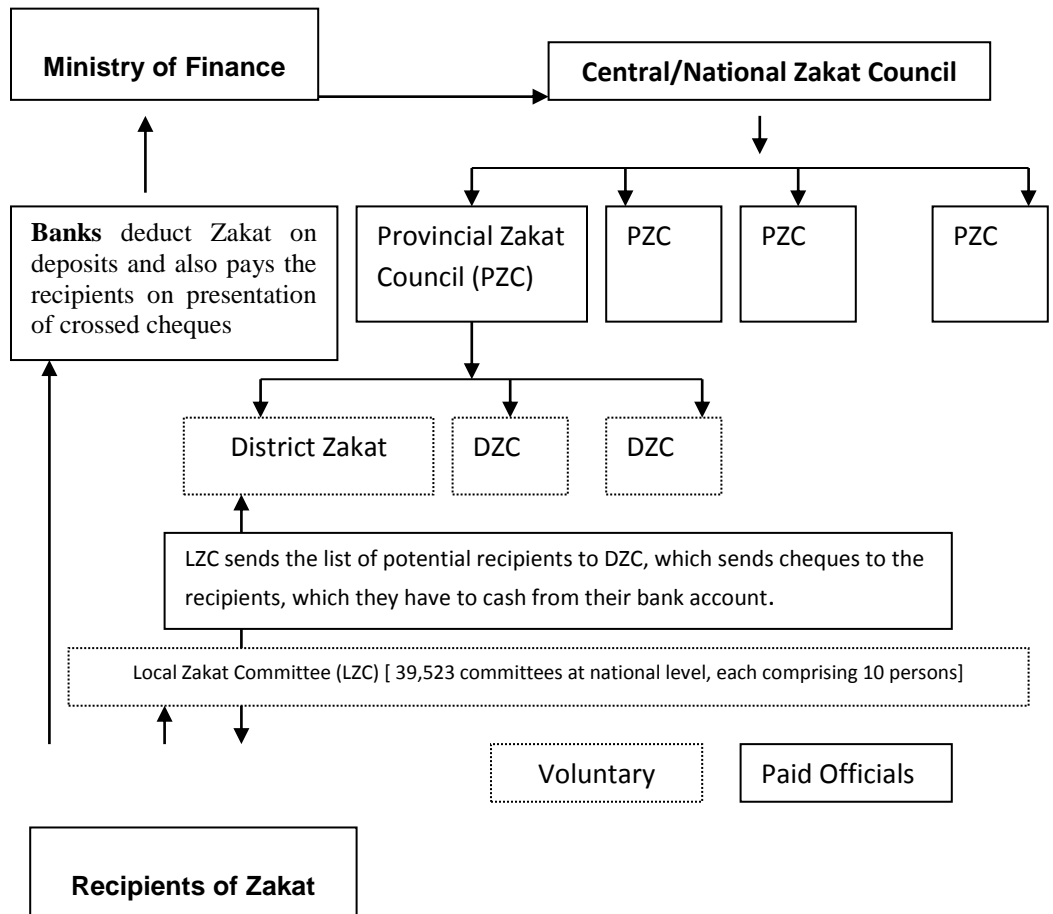 Ministry of Finance
Central/National Zakat Council
Banks deduct Zakat on
deposits and also pays the
recipients on presentation
of crossed cheques
Provincial Zakat
Council (PZC)
PZC
PZC
PZC
District Zakat
DZC
DZC
LZC sends the list of potential recipients to DZC, which sends cheques to the
recipients, which they have to cash from their bank account.
Local Zakat Committee (LZC) [ 39,523 committees at national level, each comprising 10 persons]
Voluntary
Paid Officials
Recipients of Zakat